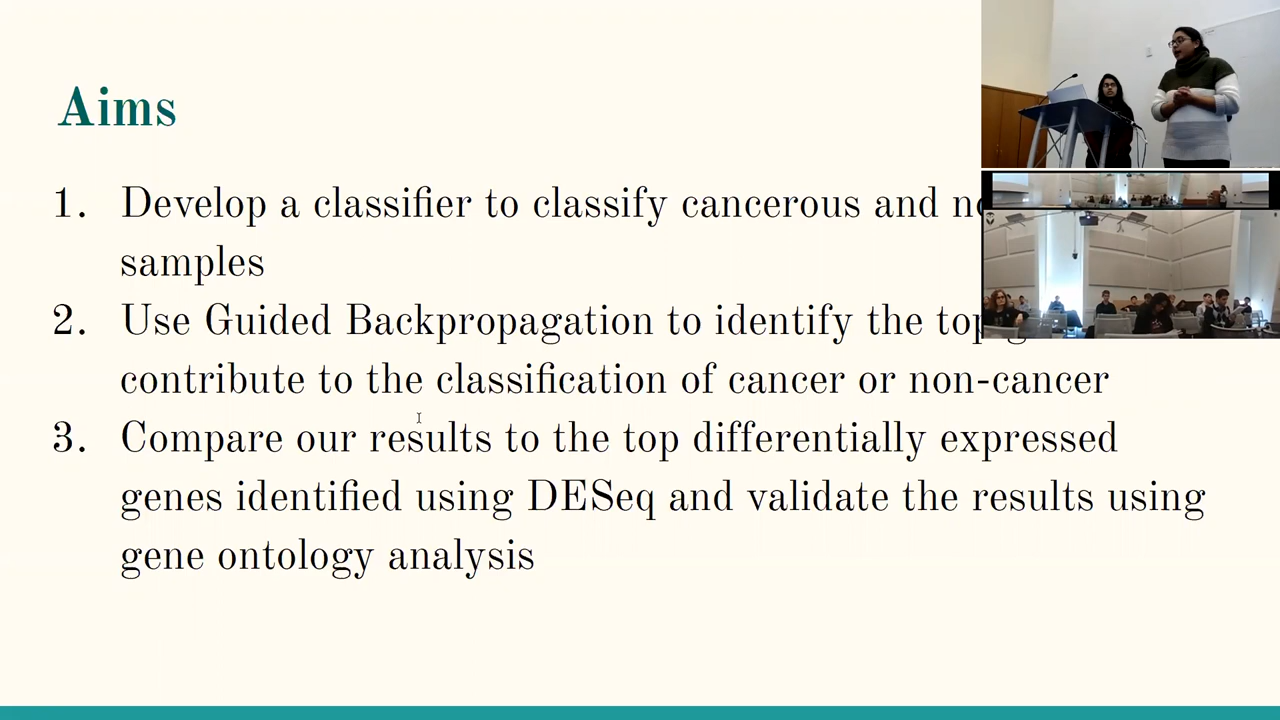 Aims
1. Develop a classifier to classify cancerous and
samples
2. Use Guided Backpropagation to identify the
contribute to the classification of cancer or non-cancer
3. Compare our results to the top differentially expressed
genes identified using DESeq and validate the results using
gene ontology analysis